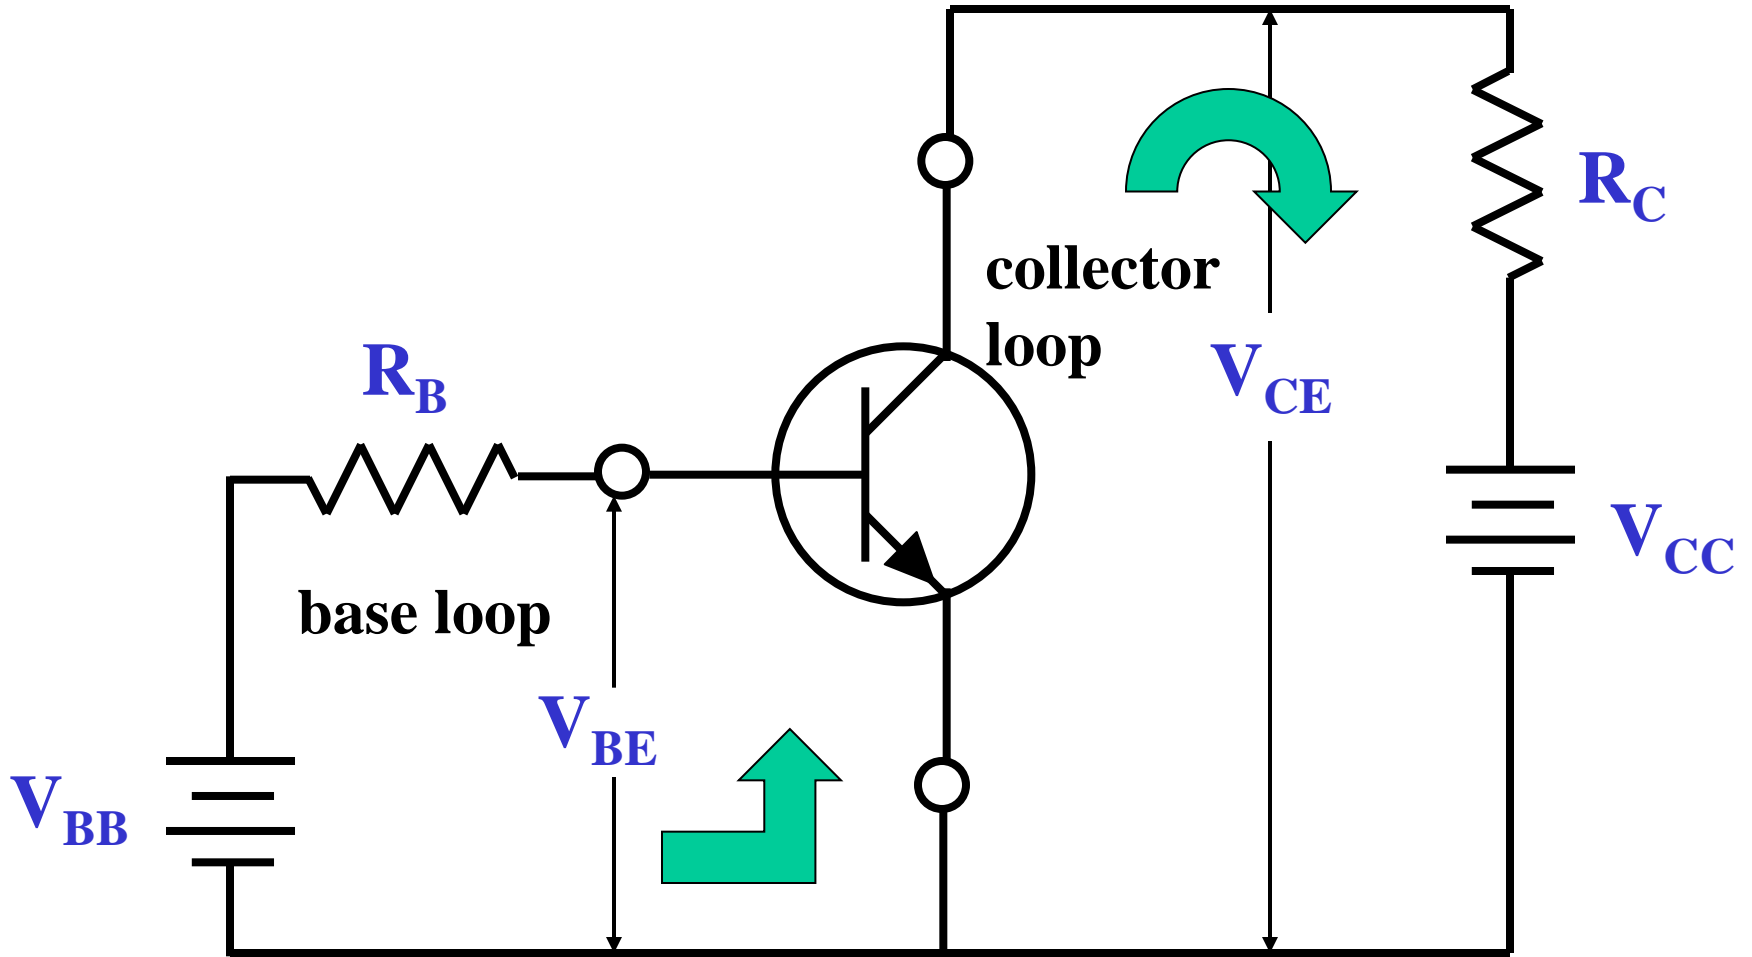 R_C
collector
loop
R_B
V_CE
V_CC
base loop
V_BE
V_BB